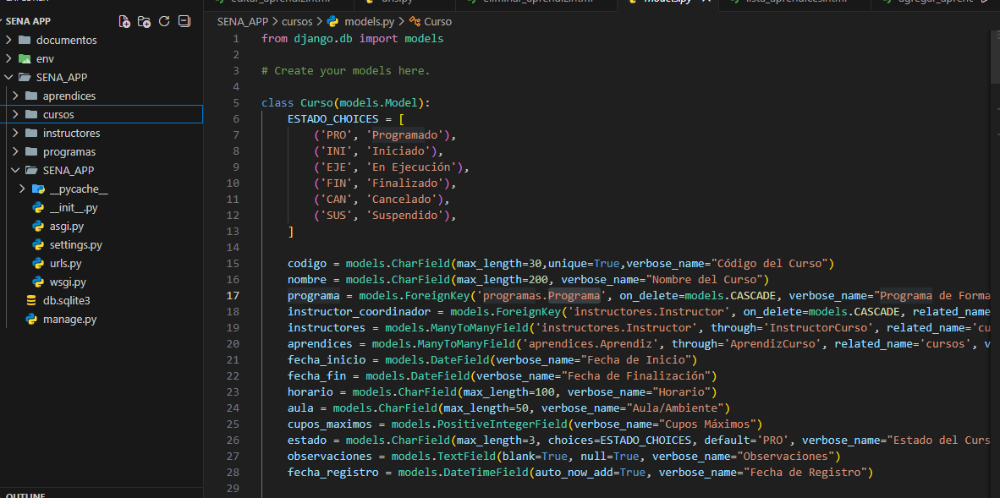 SENA APP
documentos
env
SENA_APP
aprendices
cursos
instructores
programas
SENA_APP
__pycache__
__init__.py
asgi.py
settings.py
urls.py
wsgi.py
db.sqlite3
manage.py
OUTLINE
editar_aprendiz.html
eliminar_aprendiz.html
models.py
lista_aprendices.html
SENA_APP > cursos > models.py > Curso
1 from django.db import models
2
3 # Create your models here.
4
5 class Curso(models.Model):
6 ESTADO_CHOICES = [
7 ('PRO', 'Programado'),
8 ('INI', 'Iniciado'),
9 ('EJE', 'En Ejecución'),
10 ('FIN', 'Finalizado'),
11 ('CAN', 'Cancelado'),
12 ('SUS', 'Suspendido'),
13 ]
14
15 codigo = models.CharField(max_length=30,unique=True,verbose_name="Código del Curso")
16 nombre = models.CharField(max_length=200, verbose_name="Nombre del Curso")
17 programa = models.ForeignKey('programas.Programa', on_delete=models.CASCADE, verbose_name="Programa de Forma
18 instructor_coordinador = models.ForeignKey('instructores.Instructor', on_delete=models.CASCADE, related_name
19 instructores = models.ManyToManyField('instructores.Instructor', through='InstructorCurso', related_name='cu
20 aprendices = models.ManyToManyField('aprendices.Aprendiz', through='AprendizCurso', related_name='cursos', v
21 fecha_inicio = models.DateField(verbose_name="Fecha de Inicio")
22 fecha_fin = models.DateField(verbose_name="Fecha de Finalización")
23 horario = models.CharField(max_length=100, verbose_name="Horario")
24 aula = models.CharField(max_length=50, verbose_name="Aula/Ambiente")
25 cupos_maximos = models.PositiveIntegerField(verbose_name="Cupos Máximos")
26 estado = models.CharField(max_length=3, choices=ESTADO_CHOICES, default='PRO', verbose_name="Estado del Curs
27 observaciones = models.TextField(blank=True, null=True, verbose_name="Observaciones")
28 fecha_registro = models.DateTimeField(auto_now_add=True, verbose_name="Fecha de Registro")
29